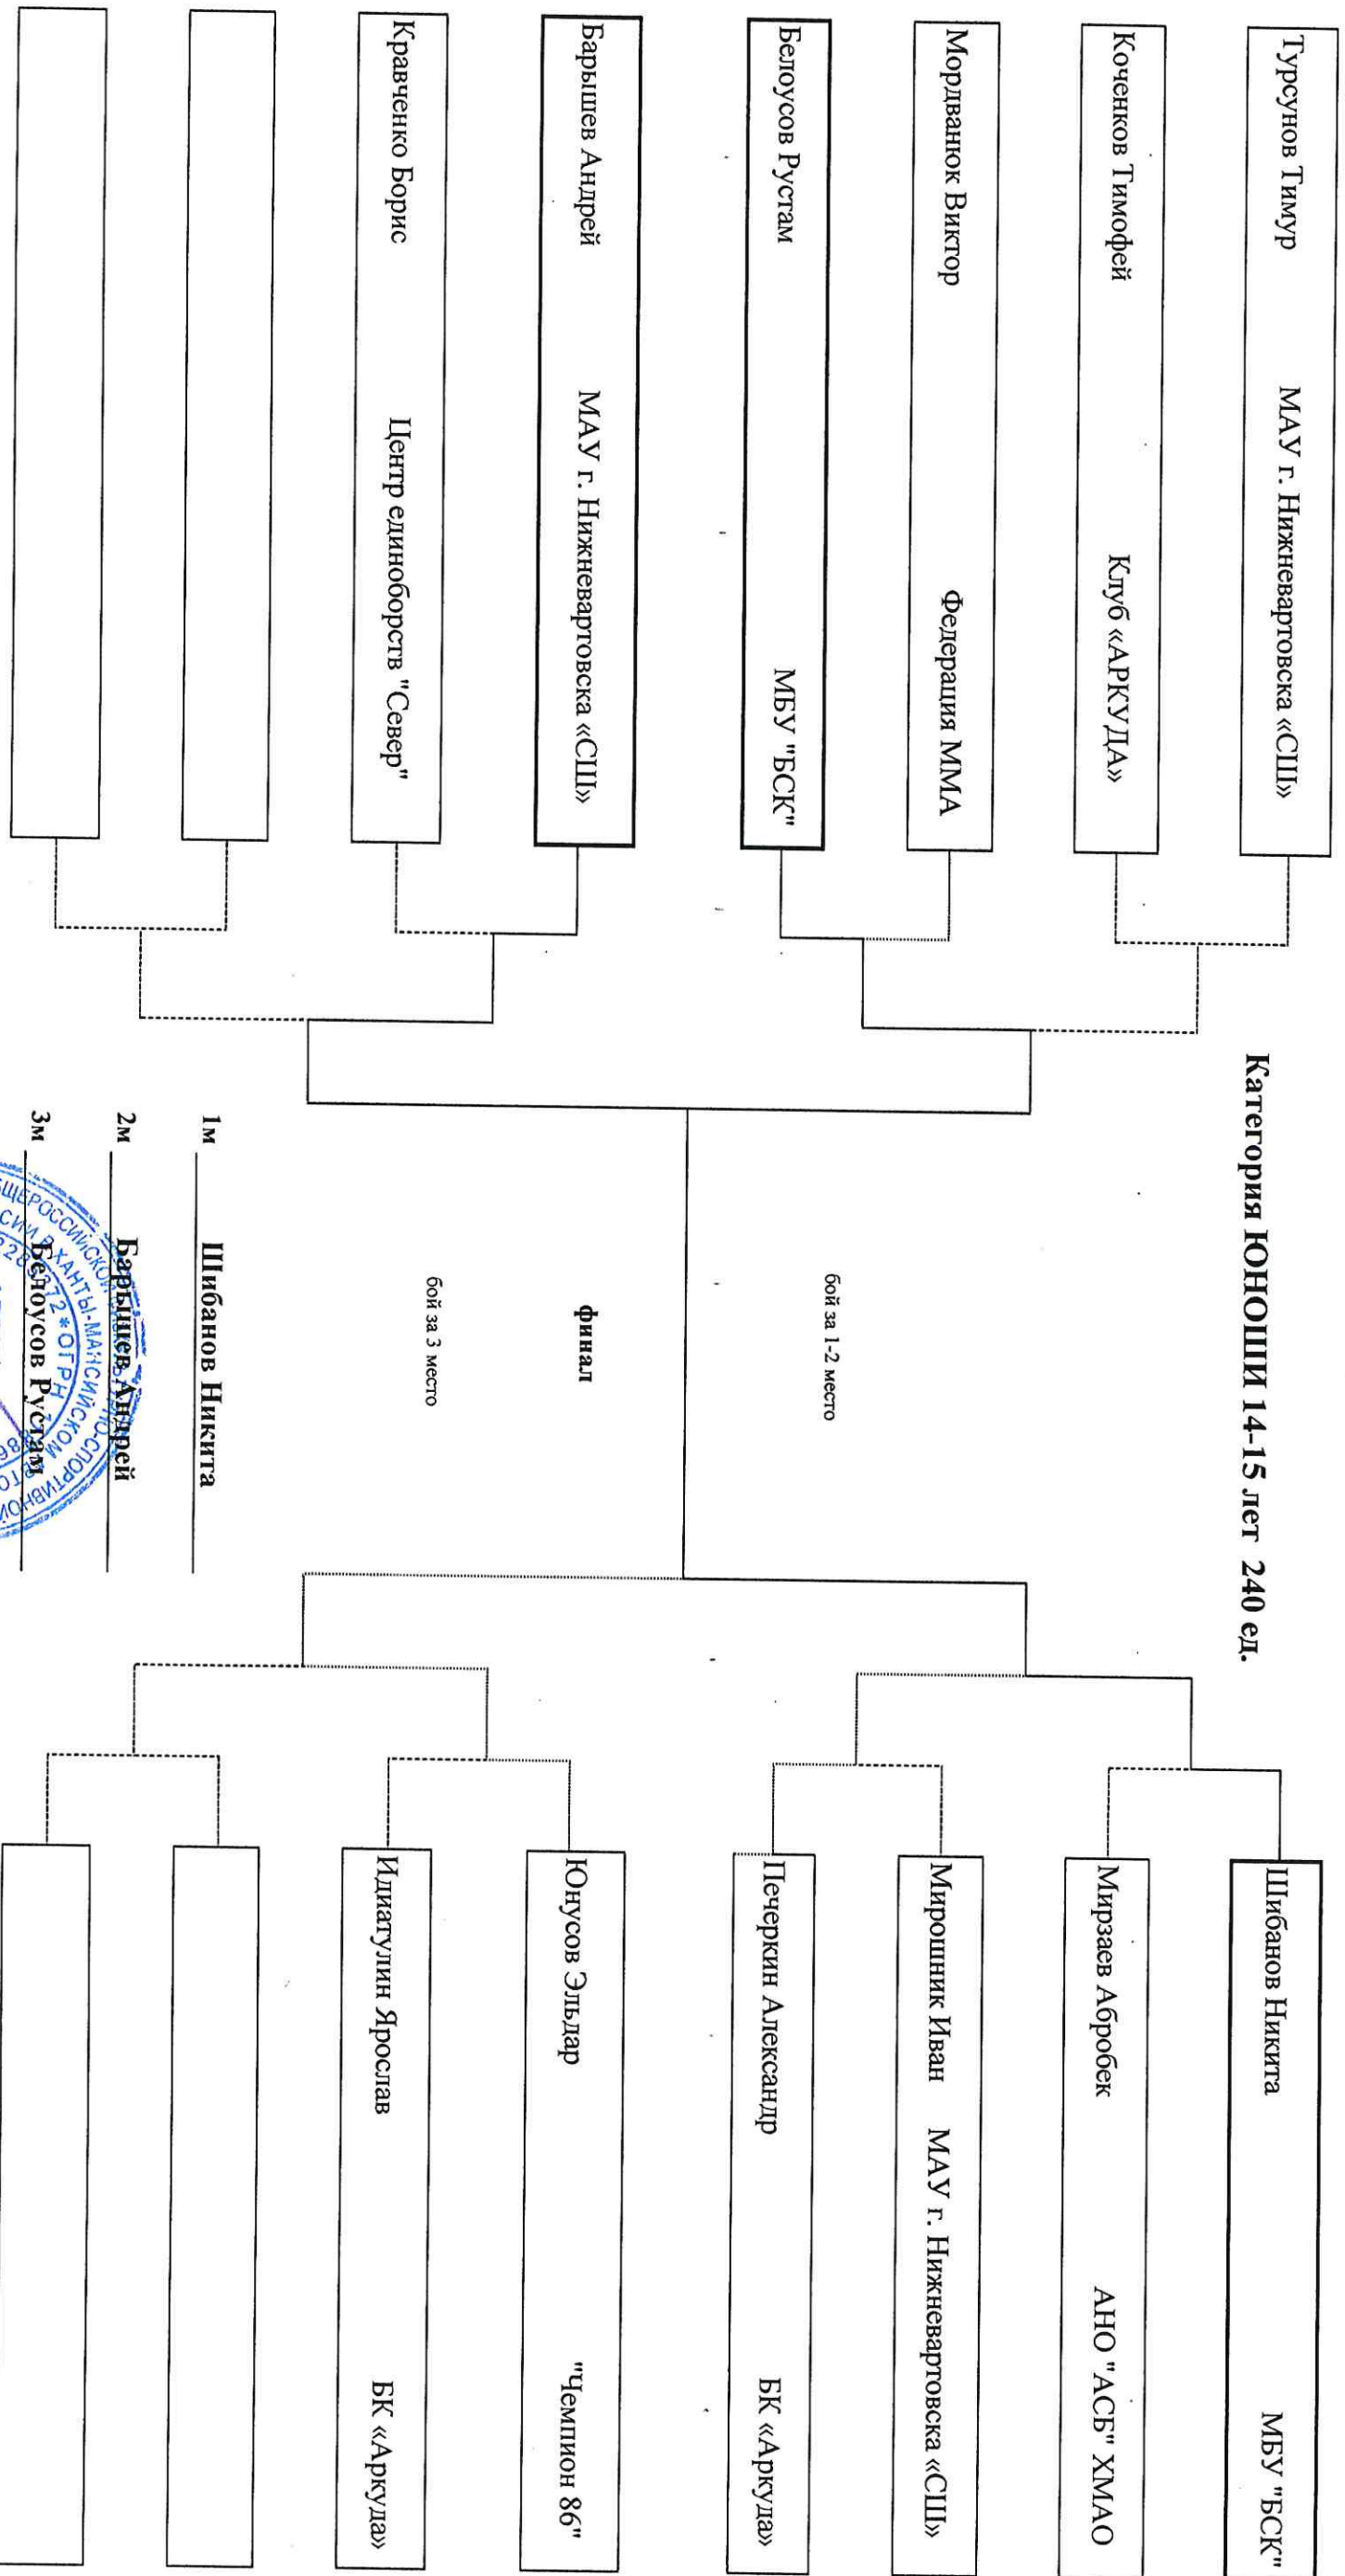 Категория ЮНОШИ 14-15 лет 240 ед.
Турсунов Тимур МАУ г. Нижневартовска «СШ»
Коченков Тимофей Клуб «АРКУДА»
Мордванюк Виктор Федерация ММА
Белоусов Рустам МБУ "БСК"
Барышев Андрей МАУ г. Нижневартовска «СШ»
Кравченко Борис Центр единоборств "Север"
бой за 1-2 место
финал
бой за 3 место
Шибанов Никита МБУ "БСК"
Мирзаев Абробек АНО "АСБ" ХМАО
Мирошник Иван МАУ г. Нижневартовска «СШ»
Печеркин Александр БК «Аркуда»
Юнусов Эльдар "Чемпион 86"
Идиатулин Ярослав БК «Аркуда»
1м Шибанов Никита
2м Барышев Андрей
3м Белоусов Рустам
ХАНТЫ-МАНСИЙСКОМ
ОГРН